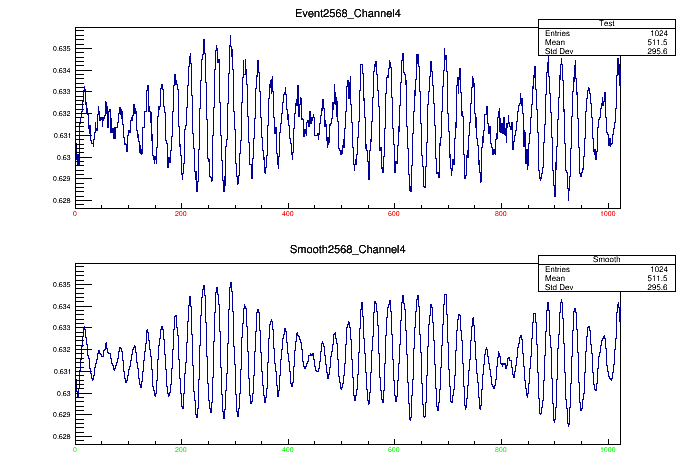 Event2568_Channel4
Test
Entries 1024
Mean 511.5
Std Dev 295.6
0.635
0.634
0.633
0.632
0.631
0.63
0.629
0.628
0 200 400 600 800 1000
Smooth2568_Channel4
Smooth
Entries 1024
Mean 511.5
Std Dev 295.6
0.635
0.634
0.633
0.632
0.631
0.63
0.629
0.628
0 200 400 600 800 1000